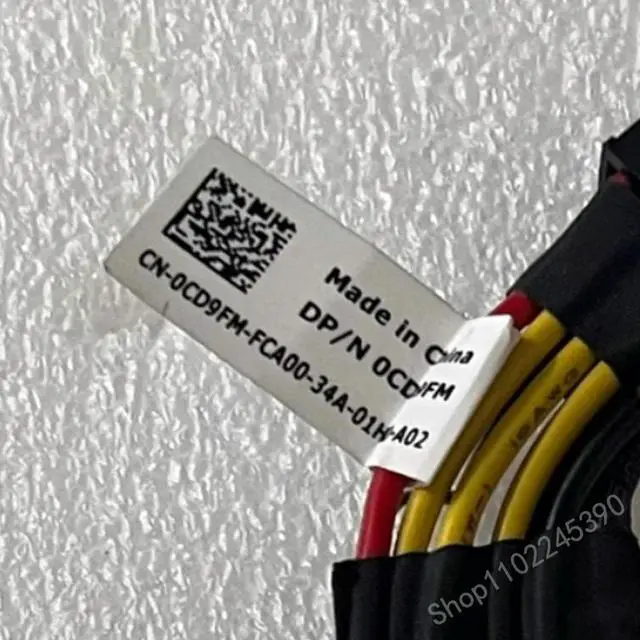 Made in China
DP/N 0CD9FM
CN-0CD9FM-FCA00-34A-01H-A02
Shop1102245390